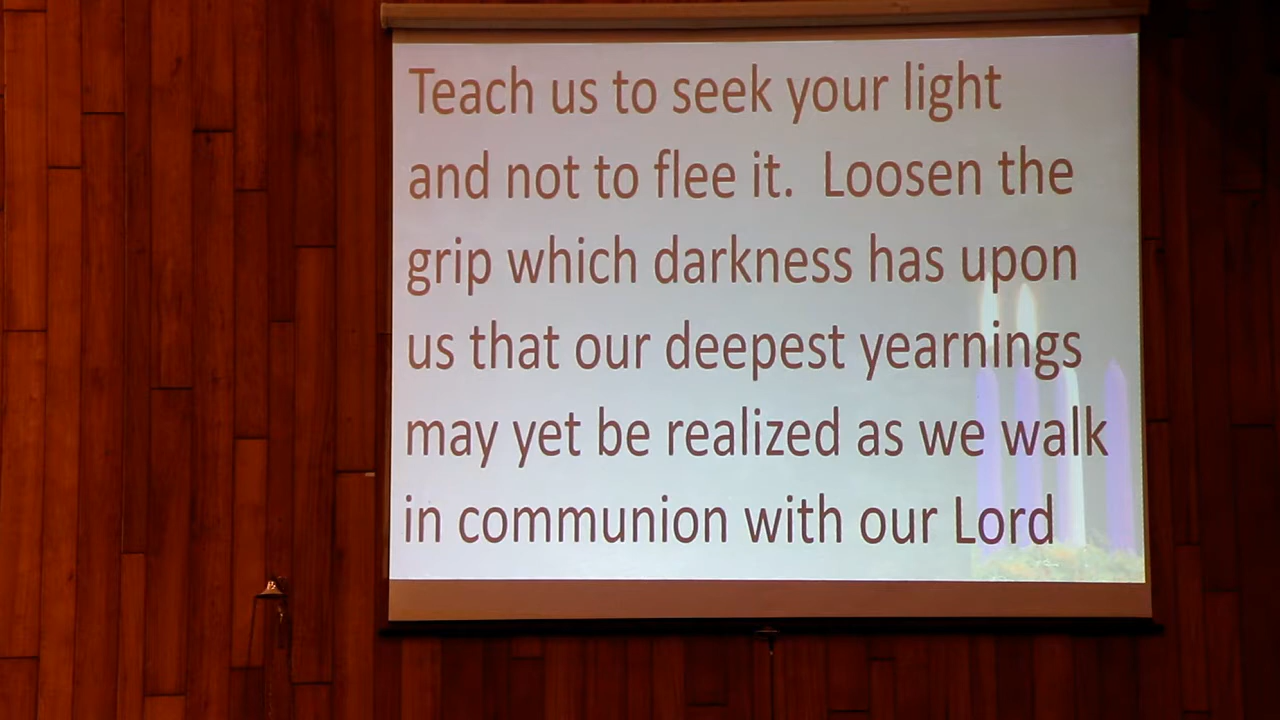 Teach us to seek your light
and not to flee it.  Loosen the
grip which darkness has upon
us that our deepest yearnings
may yet be realized as we walk
in communion with our Lord